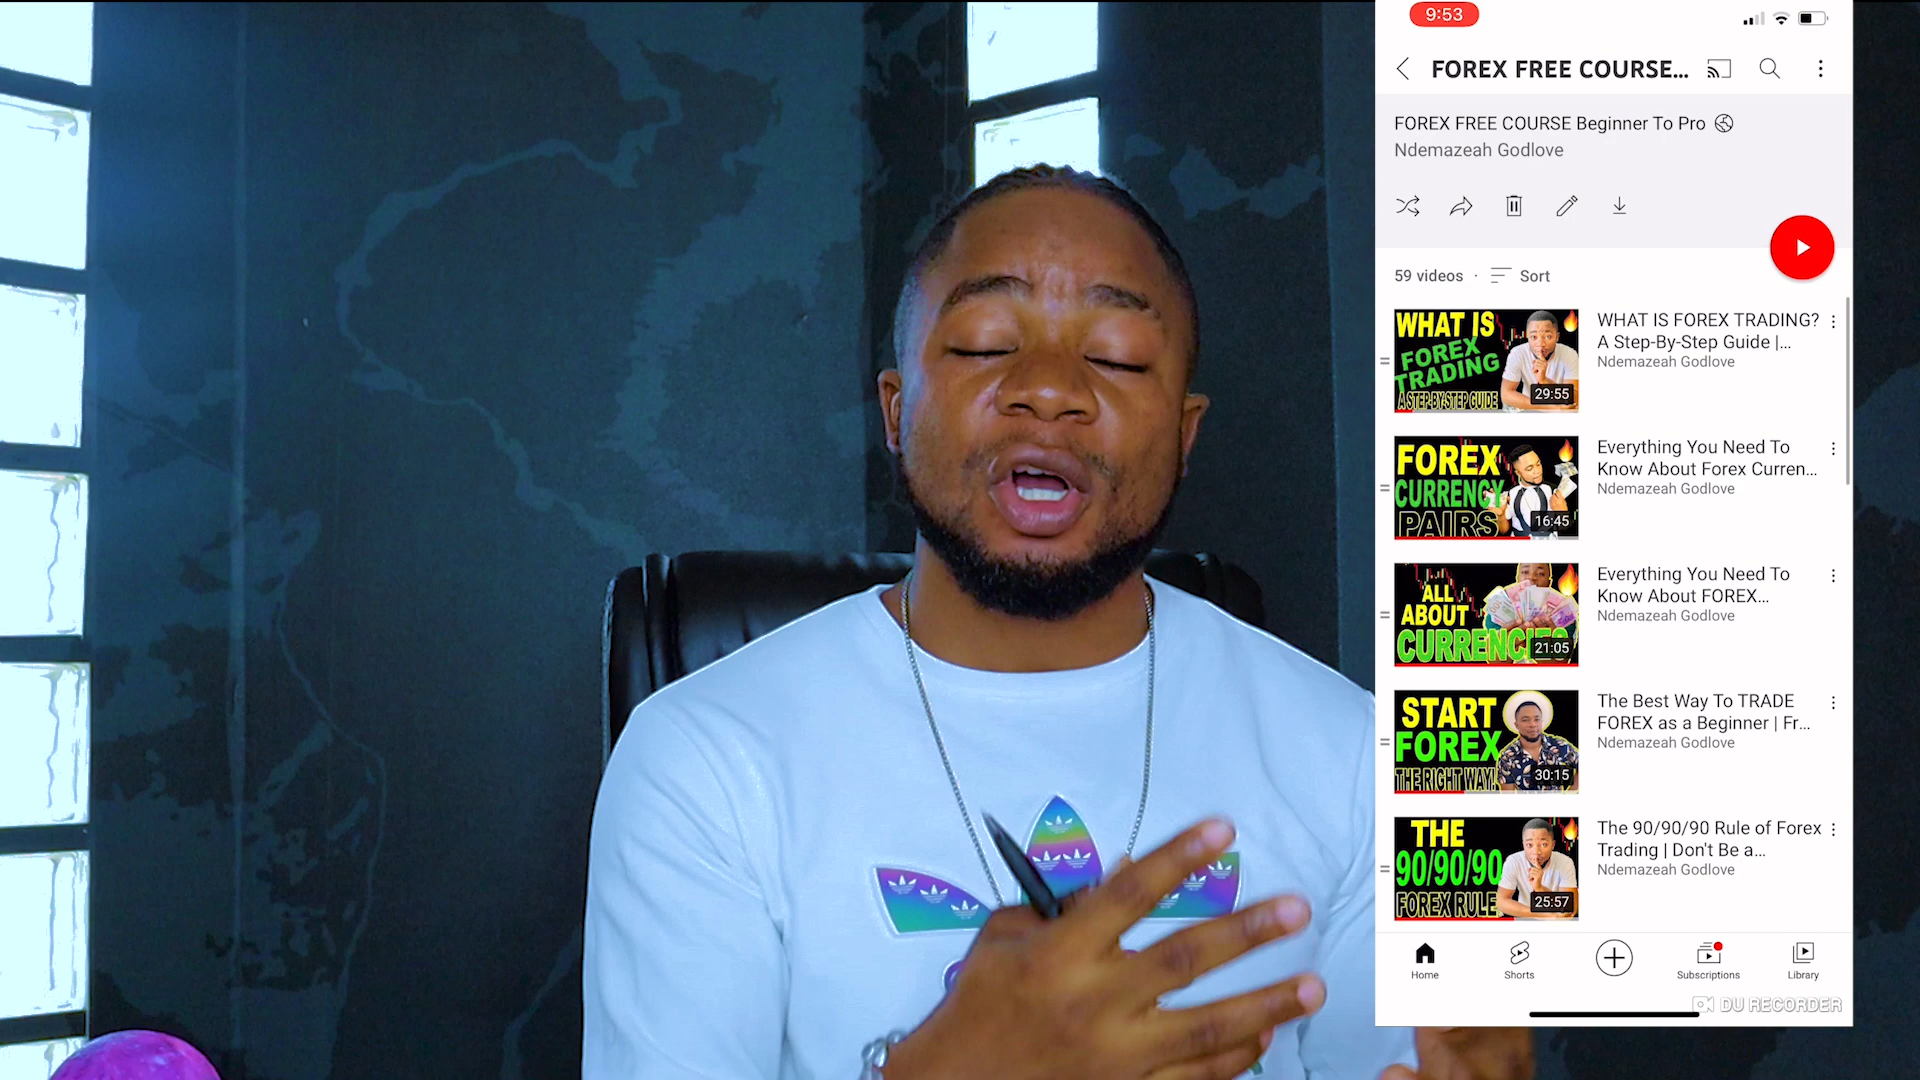 9:53
FOREX FREE COURSE...
FOREX FREE COURSE Beginner To Pro
Ndemazeah Godlove
59 videos · Sort
WHAT IS
FOREX
TRADING
A STEP-BY-STEP GUIDE
29:55
WHAT IS FOREX TRADING?
A Step-By-Step Guide |...
Ndemazeah Godlove
FOREX
CURRENCY
PAIRS
16:45
Everything You Need To
Know About Forex Curren...
Ndemazeah Godlove
ALL
ABOUT
CURRENCIES
21:05
Everything You Need To
Know About FOREX...
Ndemazeah Godlove
START
FOREX
THE RIGHT WAY!
30:15
The Best Way To TRADE
FOREX as a Beginner | Fr...
Ndemazeah Godlove
THE
90/90/90
FOREX RULE
25:57
The 90/90/90 Rule of Forex
Trading | Don't Be a...
Ndemazeah Godlove
Home
Shorts
Subscriptions
Library
DU RECORDER